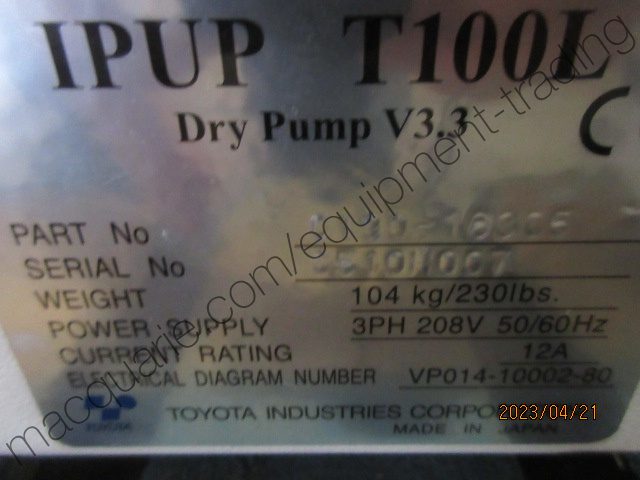 IPUP T100L
Dry Pump V3.3
C
PART No
SERIAL No
WEIGHT 104 kg/230lbs.
POWER SUPPLY 3PH 208V 50/60Hz
CURRENT RATING 12A
ELECTRICAL DIAGRAM NUMBER VP014-10002-80
TOYOTA TOYOTA INDUSTRIES CORPO
MADE IN JAPAN
2023/04/21
macquarie.com/equipment-trading